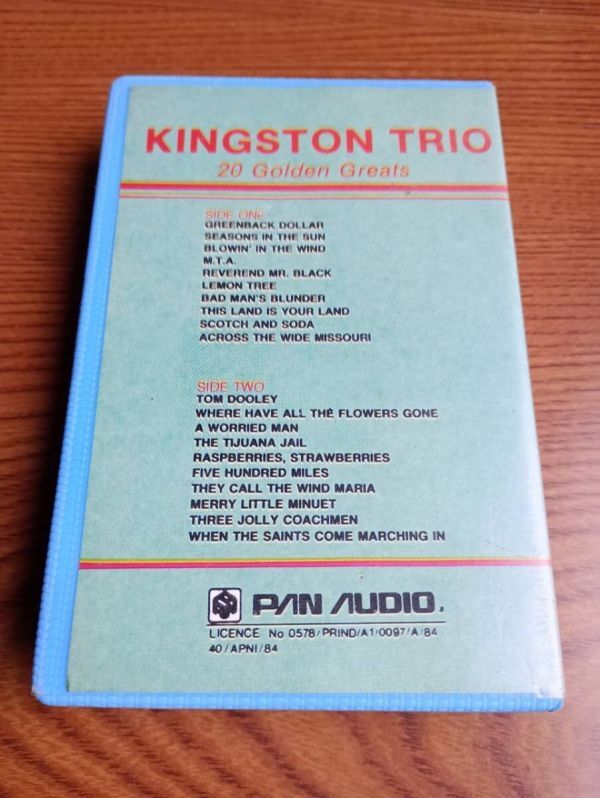 KINGSTON TRIO
20 Golden Greats
SIDE ONE
GREENBACK DOLLAR
SEASONS IN THE SUN
BLOWIN' IN THE WIND
M.T.A.
REVEREND MR. BLACK
LEMON TREE
BAD MAN'S BLUNDER
THIS LAND IS YOUR LAND
SCOTCH AND SODA
ACROSS THE WIDE MISSOURI
SIDE TWO
TOM DOOLEY
WHERE HAVE ALL THE FLOWERS GONE
A WORRIED MAN
THE TIJUANA JAIL
RASPBERRIES, STRAWBERRIES
FIVE HUNDRED MILES
THEY CALL THE WIND MARIA
MERRY LITTLE MINUET
THREE JOLLY COACHMEN
WHEN THE SAINTS COME MARCHING IN
PAN AUDIO.
LICENCE No 0578/PRIND/A1/0097/A/84
40/APNI/84